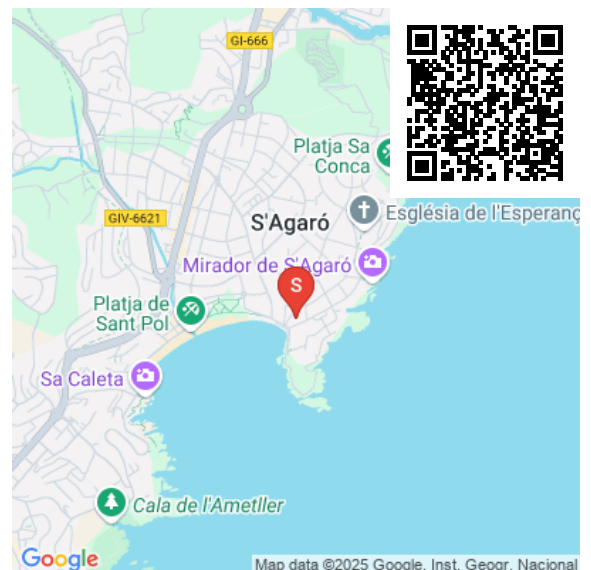 GI-666
Platja Sa
Conca
Església de l'Esperanç
GIV-6621
S'Agaró
Mirador de S'Agaró
S
Platja de
Sant Pol
Sa Caleta
Cala de l'Ametller
Google
Map data ©2025 Google, Inst. Geogr. Nacional